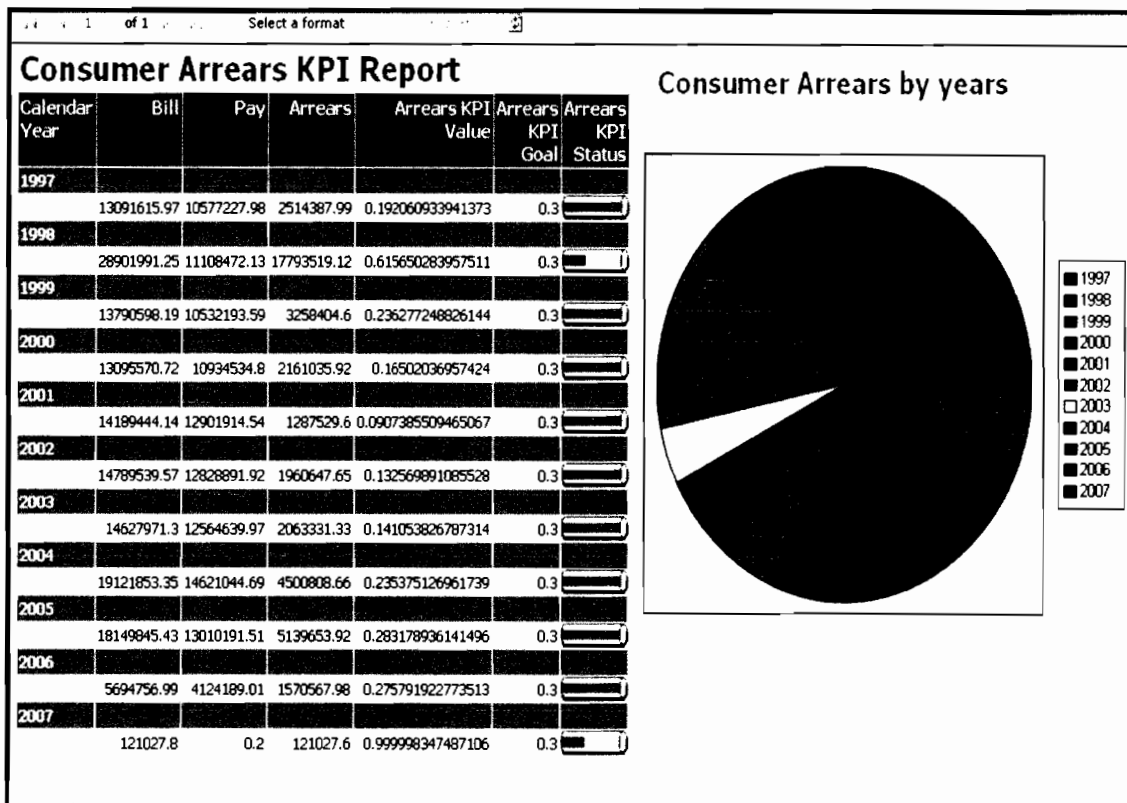 1 of 1 Select a format
Consumer Arrears KPI Report
Consumer Arrears by years
Calendar Year Bill Pay Arrears Arrears KPI Value Arrears KPI Goal Arrears KPI Status
1997
13091615.97 10577227.98 2514387.99 0.192060933941373 0.3
1998
28901991.25 11108472.13 17793519.12 0.615650283957511 0.3
1999
13790598.19 10532193.59 3258404.6 0.236277248826144 0.3
2000
13095570.72 10934534.8 2161035.92 0.16502036957424 0.3
2001
14189444.14 12901914.54 1287529.6 0.0907385509465067 0.3
2002
14789539.57 12828891.92 1960647.65 0.132569891085528 0.3
2003
14627971.3 12564639.97 2063331.33 0.141053826787314 0.3
2004
19121853.35 14621044.69 4500808.66 0.235375126961739 0.3
2005
18149845.43 13010191.51 5139653.92 0.283178936141496 0.3
2006
5694756.99 4124189.01 1570567.98 0.275791922773513 0.3
2007
121027.8 0.2 121027.6 0.999998347487106 0.3
1997
1998
1999
2000
2001
2002
2003
2004
2005
2006
2007